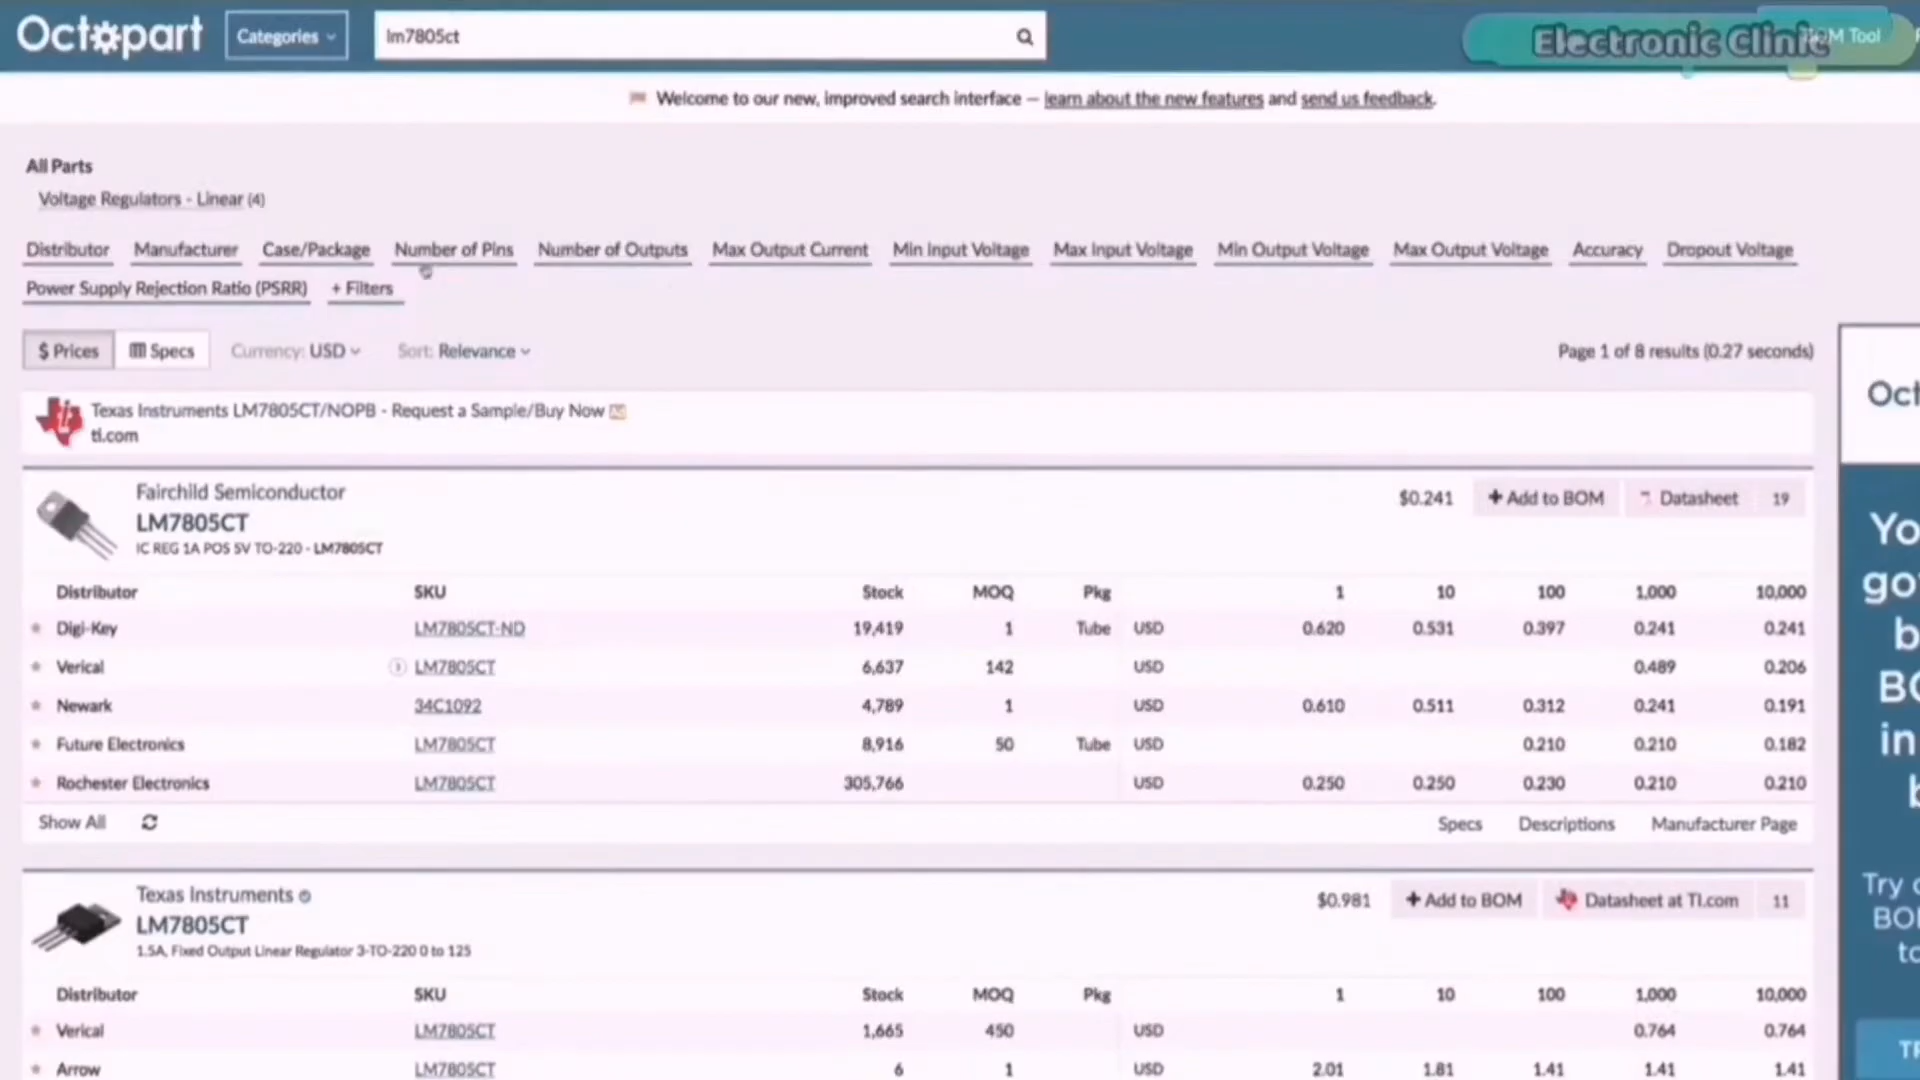 Octopart Categories lm7805ct Electronic Clinic BOM Tool
Welcome to our new, improved search interface — learn about the new features and send us feedback.
All Parts
Voltage Regulators - Linear (4)
Distributor Manufacturer Case/Package Number of Pins Number of Outputs Max Output Current Min Input Voltage Max Input Voltage Min Output Voltage Max Output Voltage Accuracy Dropout Voltage
Power Supply Rejection Ratio (PSRR) + Filters
$ Prices Specs Currency: USD Sort: Relevance Page 1 of 8 results (0.27 seconds)
Texas Instruments LM7805CT/NOPB - Request a Sample/Buy Now
ti.com
Fairchild Semiconductor
LM7805CT
IC REG 1A POS 5V TO-220 - LM7805CT
$0.241 + Add to BOM Datasheet 19
Distributor SKU Stock MOQ Pkg 1 10 100 1,000 10,000
Digi-Key LM7805CT-ND 19,419 1 Tube USD 0.620 0.531 0.397 0.241 0.241
Verical LM7805CT 6,637 142 USD 0.489 0.206
Newark 34C1092 4,789 1 USD 0.610 0.511 0.312 0.241 0.191
Future Electronics LM7805CT 8,916 50 Tube USD 0.210 0.210 0.182
Rochester Electronics LM7805CT 305,766 USD 0.250 0.250 0.230 0.210 0.210
Show All Specs Descriptions Manufacturer Page
Texas Instruments
LM7805CT
1.5A, Fixed Output Linear Regulator 3-TO-220 0 to 125
$0.981 + Add to BOM Datasheet at TI.com 11
Distributor SKU Stock MOQ Pkg 1 10 100 1,000 10,000
Verical LM7805CT 1,665 450 USD 0.764 0.764
Arrow LM7805CT 6 1 USD 2.01 1.81 1.41 1.41 1.41
Oct
Yo
go
b
BO
in
b
Try
BO
to